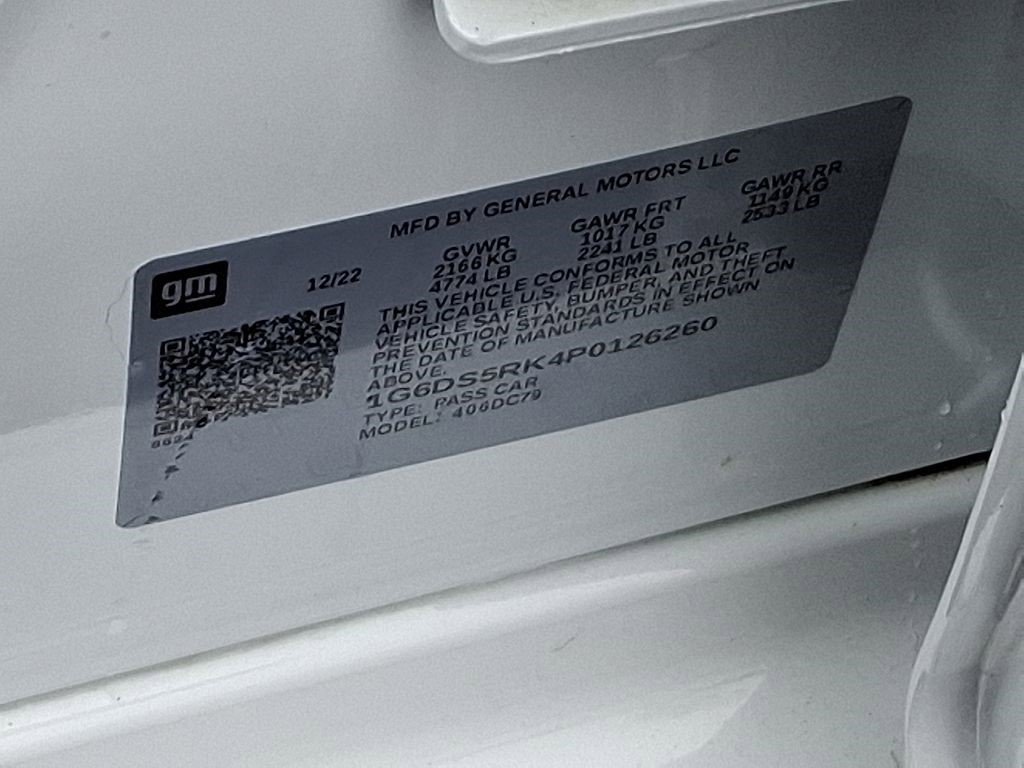 MFD BY GENERAL MOTORS LLC
gm
12/22
GVWR
2166 KG
4774 LB
GAWR FRT
1017 KG
2241 LB
GAWR RR
1149 KG
2533 LB
THIS VEHICLE CONFORMS TO ALL
APPLICABLE U.S. FEDERAL MOTOR
VEHICLE SAFETY, BUMPER, AND THEFT
PREVENTION STANDARDS IN EFFECT ON
THE DATE OF MANUFACTURE SHOWN
ABOVE.
1G6DS5RK4P0126260
TYPE: PASS CAR
MODEL: 406DC79